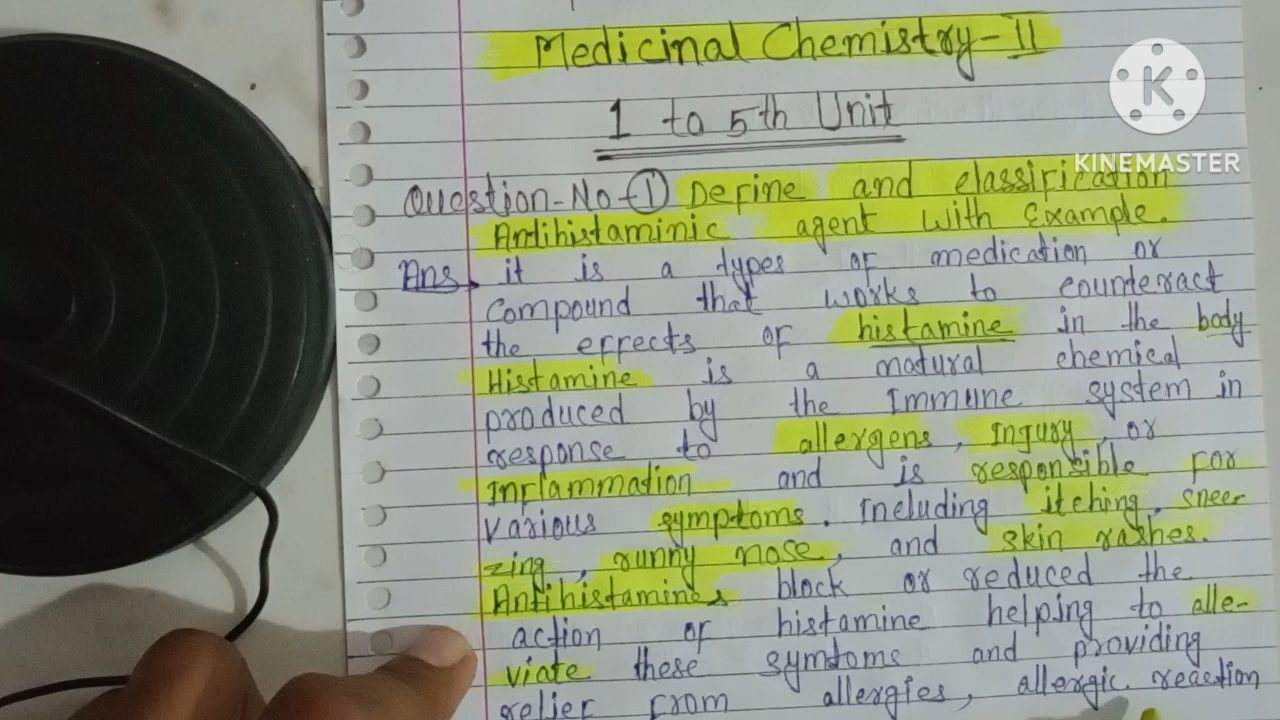 Medicinal Chemistry-II
1 to 5th Unit
K
KINEMASTER
Question-No-① Define and classification
Antihistaminic agent with Example.
Ans. it is a types of medication or
compound that works to counteract
the effects of histamine in the body
Histamine is a natural chemical
produced by the Immune system in
response to allergens, Ingury, or
Inflammation and is responsible For
various symptoms. Including itching, snee-
zing, runny nose, and skin rashes.
Antihistamines block or reduced the
action of histamine helping to alle-
viate these symtoms and providing
relief from allergies, allergic reaction